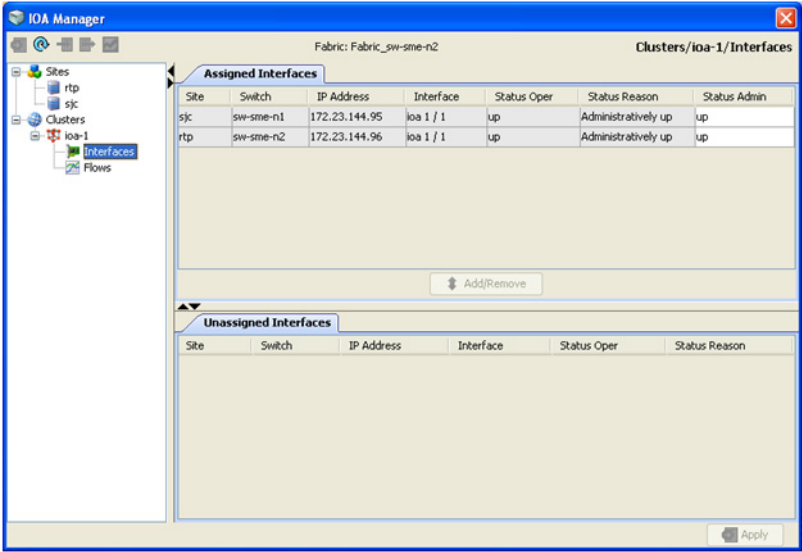 IOA Manager
Fabric: Fabric_sw-sme-n2
Clusters/ioa-1/Interfaces
Sites
rtp
sjc
Clusters
ioa-1
Interfaces
Flows
Assigned Interfaces
Site Switch IP Address Interface Status Oper Status Reason Status Admin
sjc sw-sme-n1 172.23.144.95 ioa 1 / 1 up Administratively up up
rtp sw-sme-n2 172.23.144.96 ioa 1 / 1 up Administratively up up
Add/Remove
Unassigned Interfaces
Site Switch IP Address Interface Status Oper Status Reason
Apply